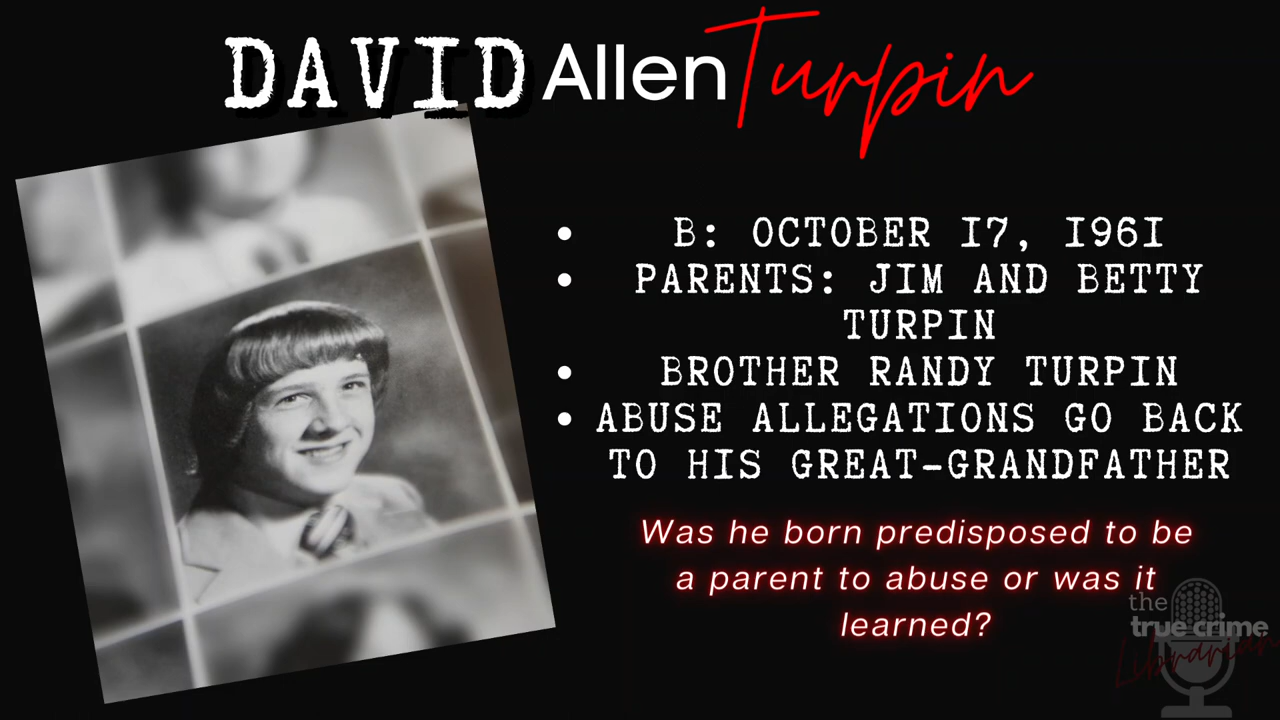 DAVID Allen Turpin
• B: OCTOBER 17, 1961
• PARENTS: JIM AND BETTY
TURPIN
• BROTHER RANDY TURPIN
• ABUSE ALLEGATIONS GO BACK
TO HIS GREAT-GRANDFATHER
Was he born predisposed to be
a parent to abuse or was it
learned?
the
true crime
Librarian